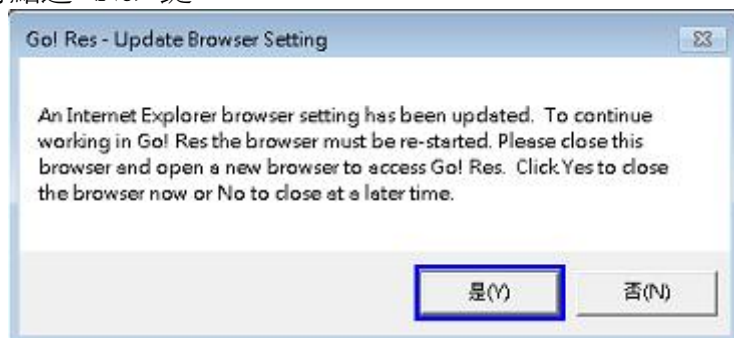 Go! Res - Update Browser Setting
An Internet Explorer browser setting has been updated. To continue
working in Go! Res the browser must be re-started. Please close this
browser and open a new browser to access Go! Res. Click Yes to close
the browser now or No to close at a later time.
是(Y) 否(N)